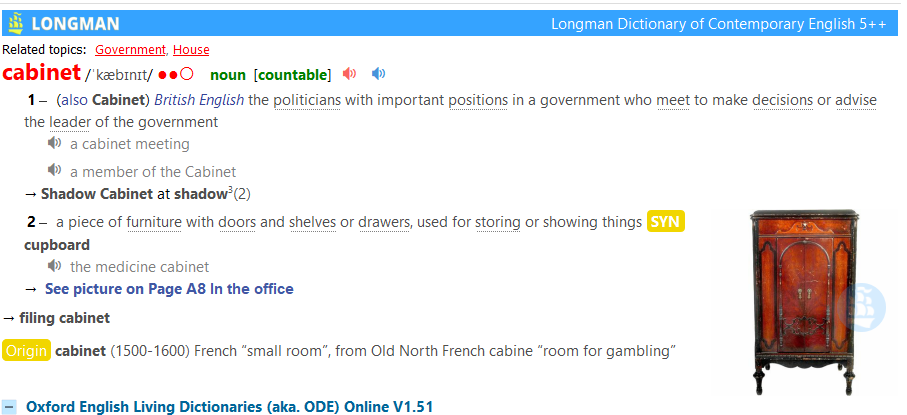 LONGMAN Longman Dictionary of Contemporary English 5++
Related topics: Government, House
cabinet /ˈkæbɪnɪt/ ●●○ noun [countable]
1 – (also Cabinet) British English the politicians with important positions in a government who meet to make decisions or advise
the leader of the government
a cabinet meeting
a member of the Cabinet
→ Shadow Cabinet at shadow3(2)
2 – a piece of furniture with doors and shelves or drawers, used for storing or showing things SYN
cupboard
the medicine cabinet
→ See picture on Page A8 In the office
→ filing cabinet
Origin cabinet (1500-1600) French “small room”, from Old North French cabine “room for gambling”
Oxford English Living Dictionaries (aka. ODE) Online V1.51